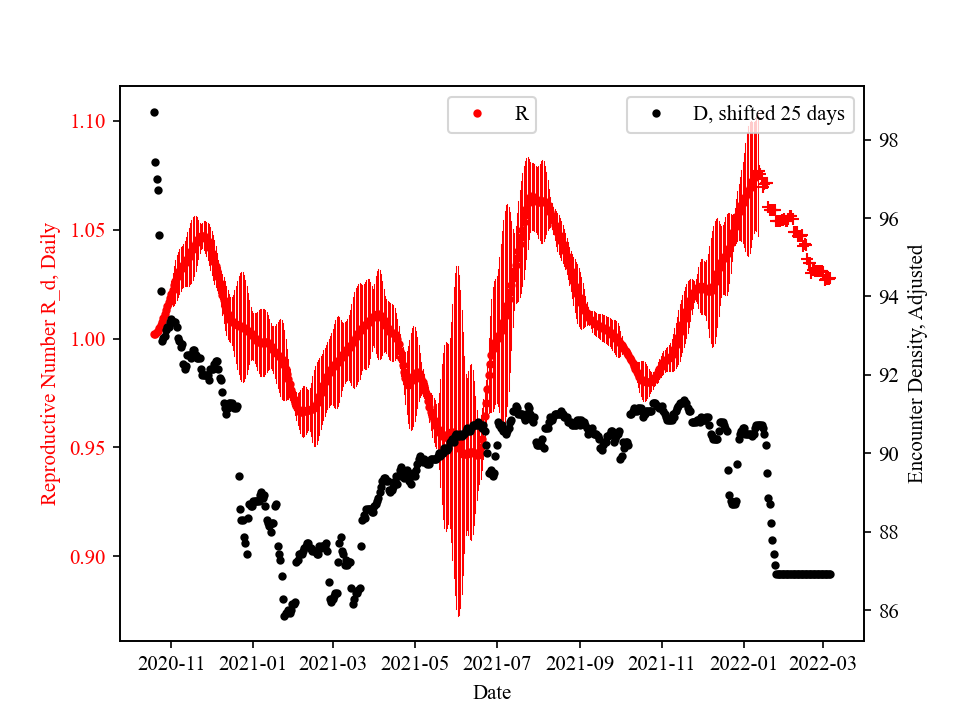 R
D, shifted 25 days
1.10
1.05
1.00
0.95
0.90
Reproductive Number R_d, Daily
98
96
94
92
90
88
86
Encounter Density, Adjusted
2020-11 2021-01 2021-03 2021-05 2021-07 2021-09 2021-11 2022-01 2022-03
Date